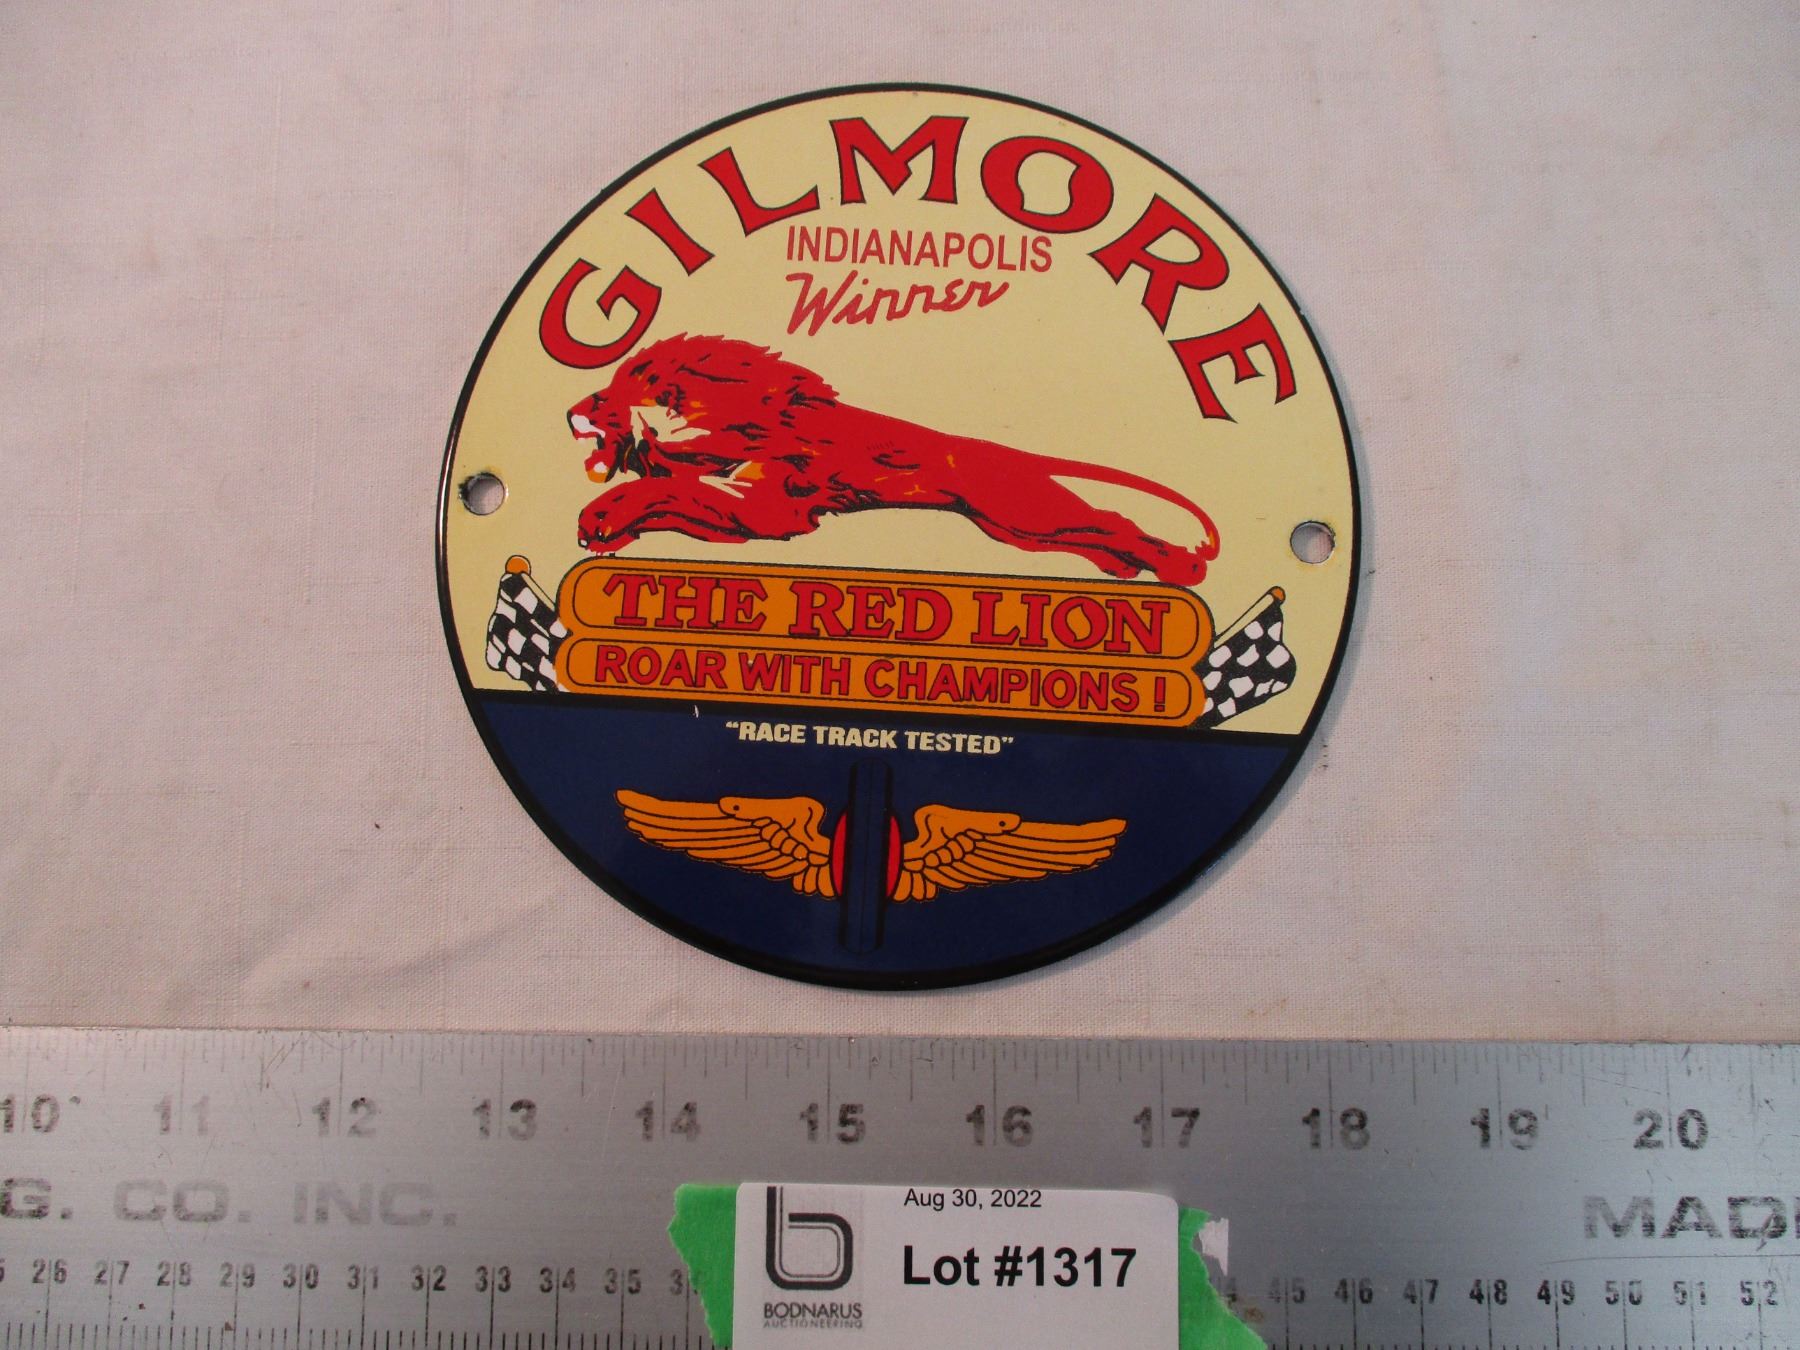 GILMORE
INDIANAPOLIS
Winner
THE RED LION
ROAR WITH CHAMPIONS!
“RACE TRACK TESTED”
10 11 12 13 14 15 16 17 18 19 20
G. CO. INC. MAD
26 27 28 29 30 31 32 33 34 35 45 46 47 48 49 50 51 52
Aug 30, 2022
Lot #1317
b
BODNARUS
AUCTIONEERING